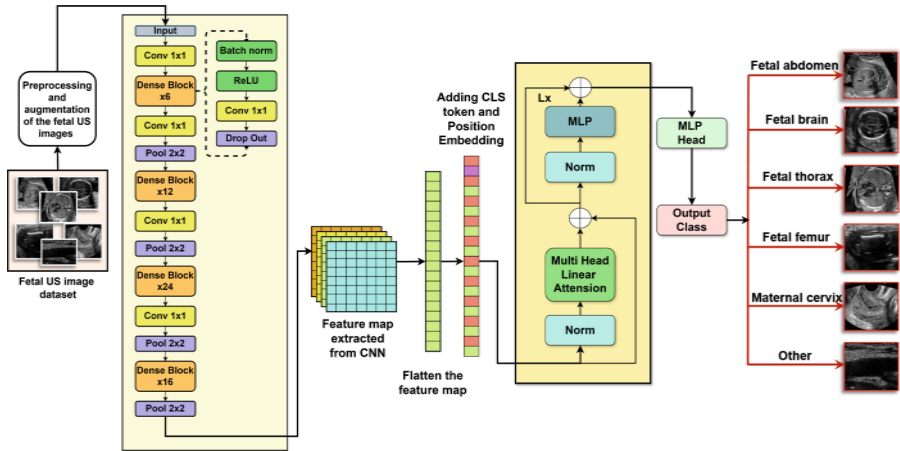 Preprocessing
and
augmentation
of the fetal US
images
Fetal US image
dataset
Input
Conv 1x1
Dense Block
x6
Conv 1x1
Pool 2x2
Dense Block
x12
Conv 1x1
Pool 2x2
Dense Block
x24
Conv 1x1
Pool 2x2
Dense Block
x16
Pool 2x2
Batch norm
ReLU
Conv 1x1
Drop Out
Feature map
extracted
from CNN
Flatten the
feature map
Adding CLS
token and
Position
Embedding
Lx
MLP
Norm
Multi Head
Linear
Attension
Norm
MLP
Head
Output
Class
Fetal abdomen
Fetal brain
Fetal thorax
Fetal femur
Maternal cervix
Other